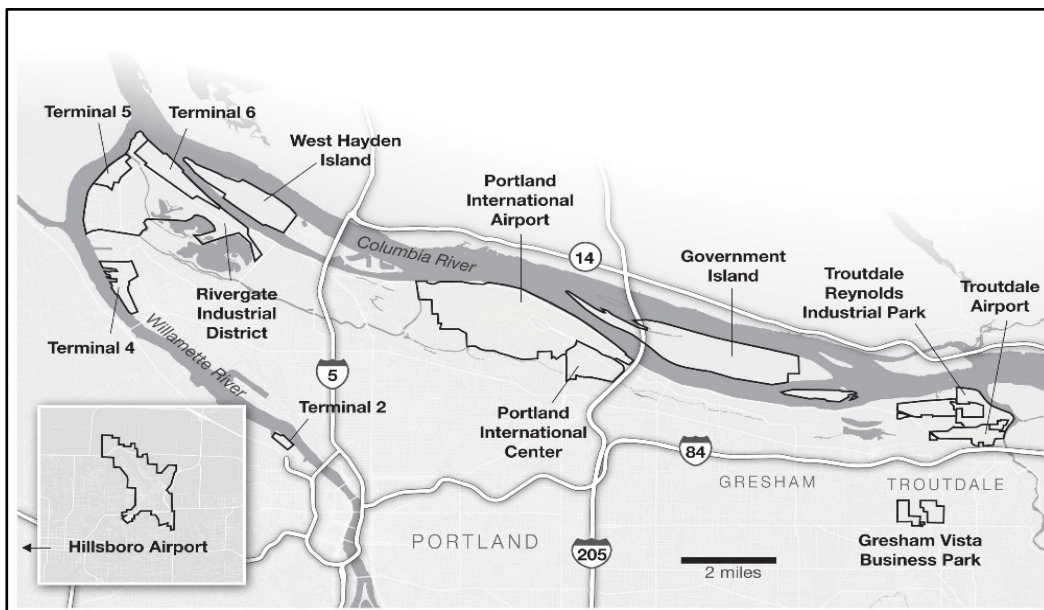 Terminal 5
Terminal 6
West Hayden
Island
Portland
International
Airport
Columbia River
14
Government
Island
Troutdale
Reynolds
Industrial Park
Troutdale
Airport
Rivergate
Industrial
District
Terminal 4
Willamette River
5
Terminal 2
Portland
International
Center
84
GRESHAM
TROUTDALE
Hillsboro Airport
PORTLAND
205
2 miles
Gresham Vista
Business Park